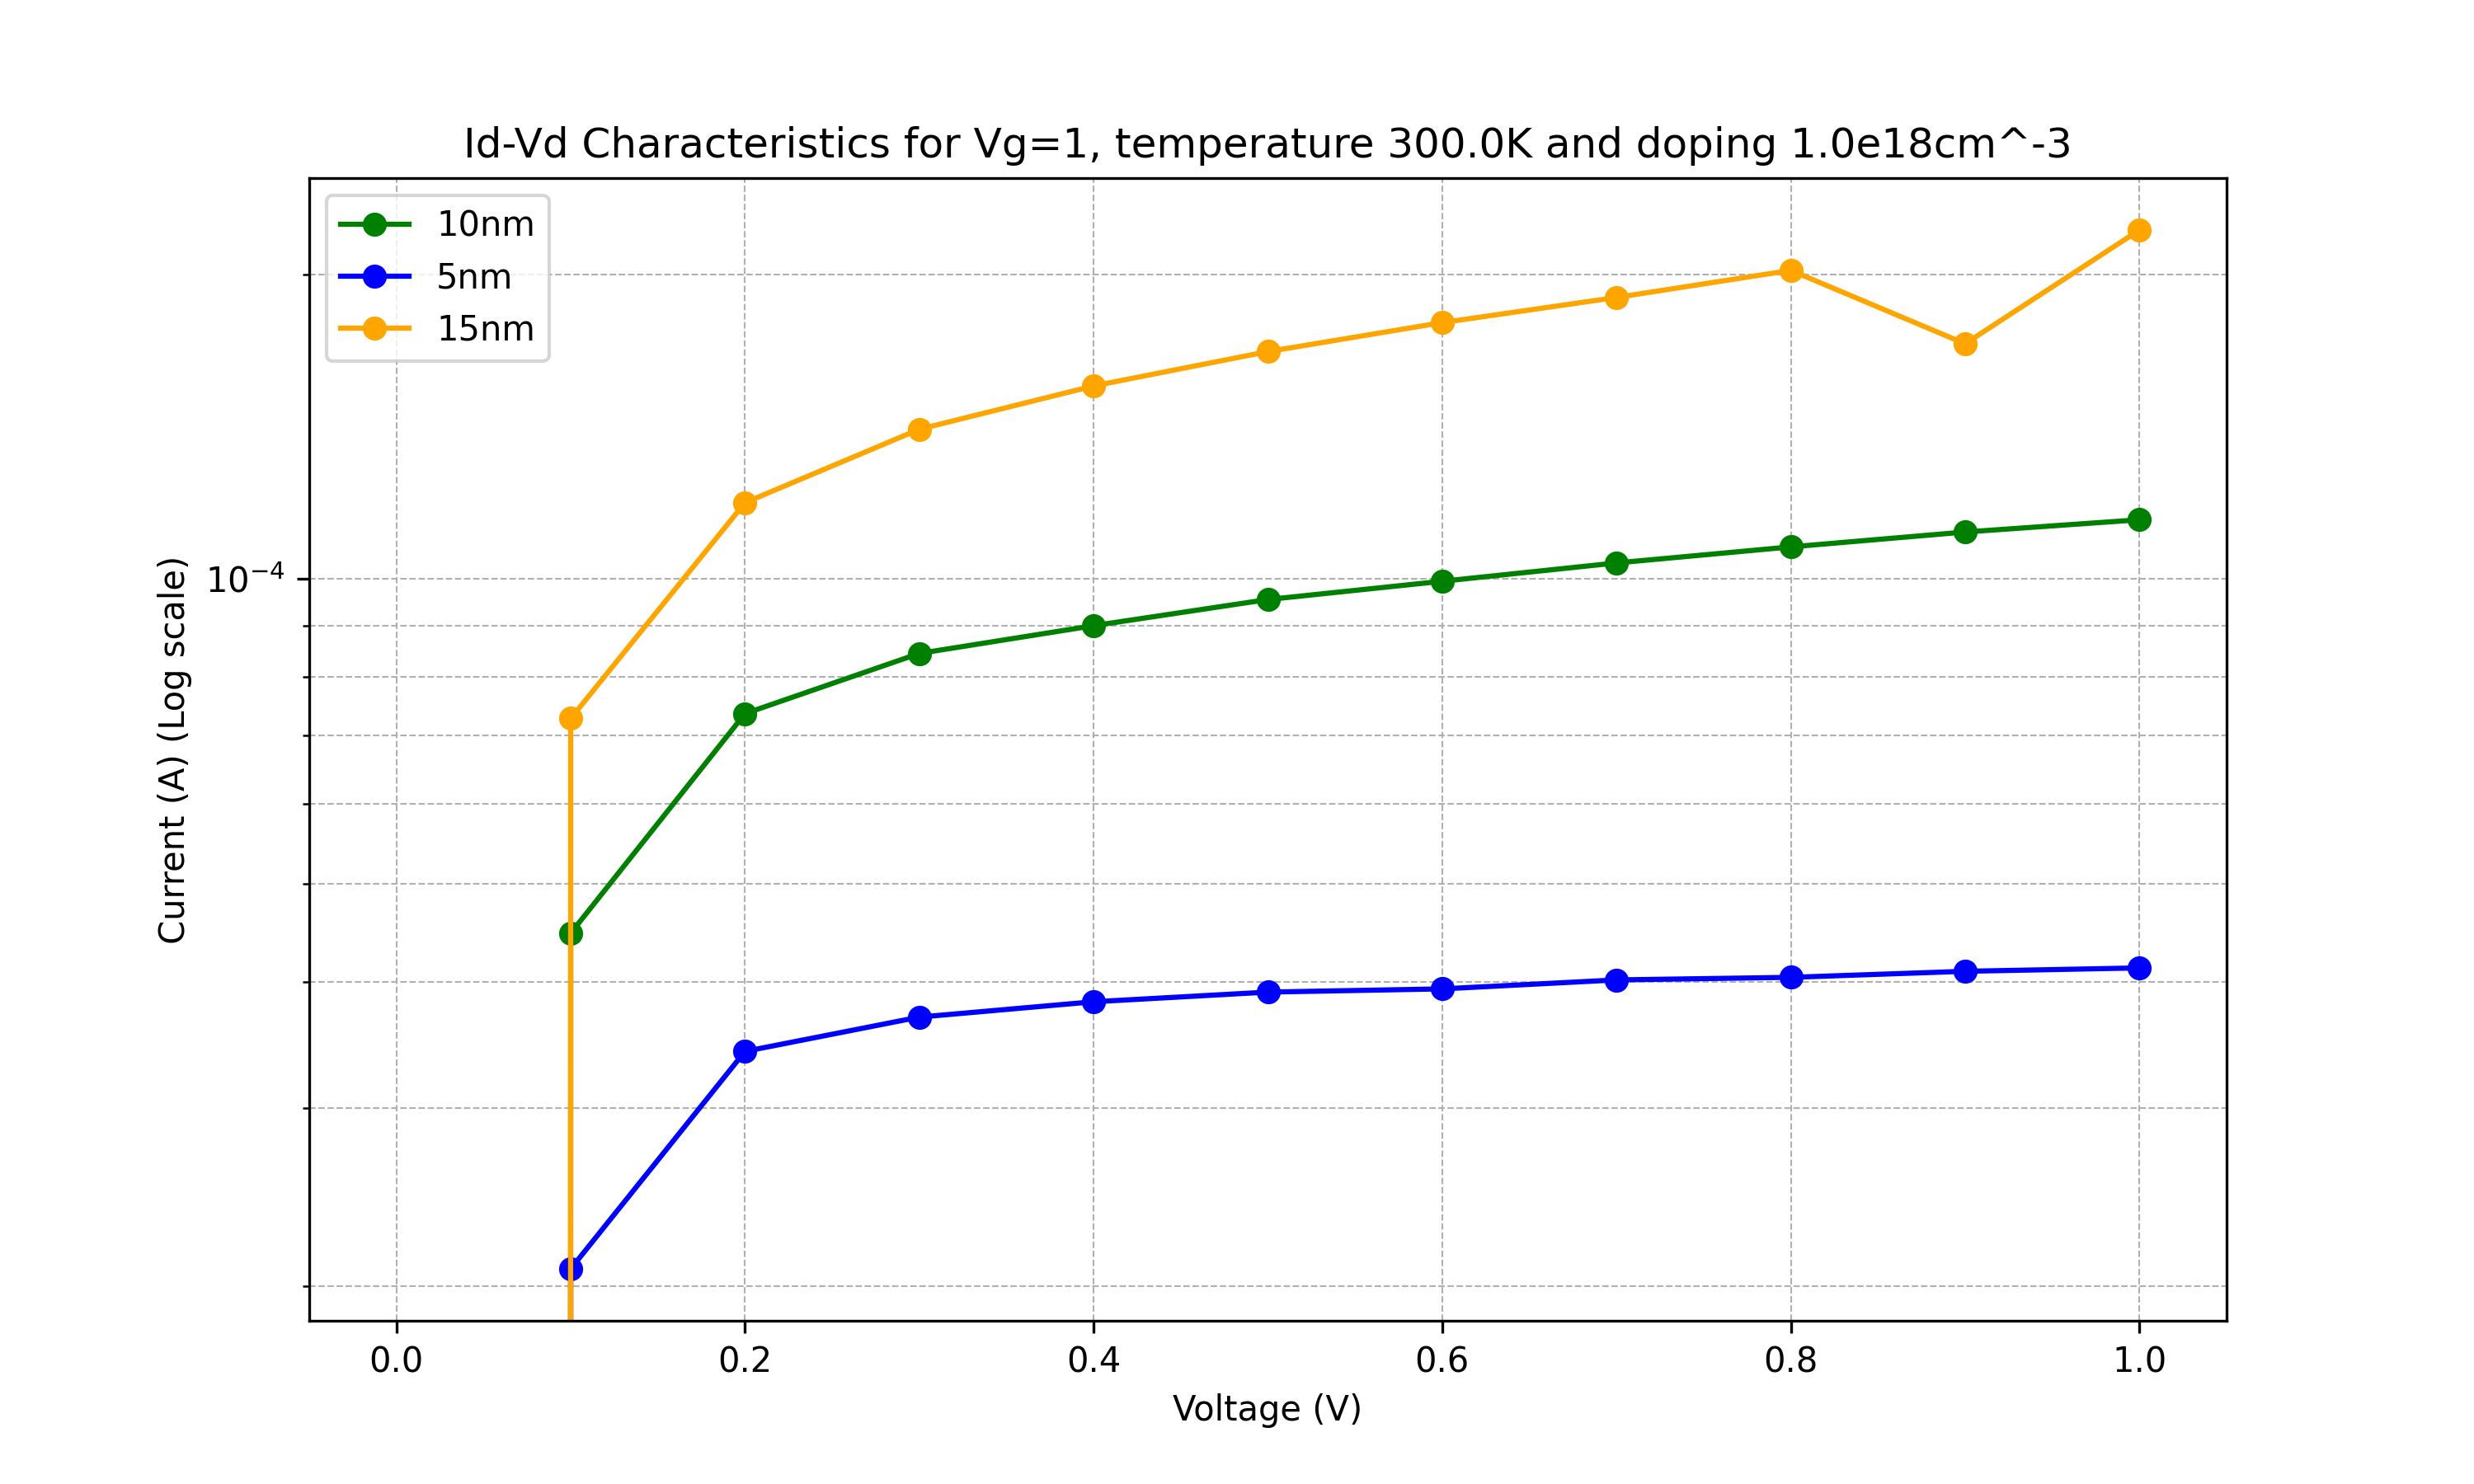 Id-Vd Characteristics for Vg=1, temperature 300.0K and doping 1.0e18cm^-3
10nm
5nm
15nm
Current (A) (Log scale)
10⁻⁴
0.0 0.2 0.4 0.6 0.8 1.0
Voltage (V)